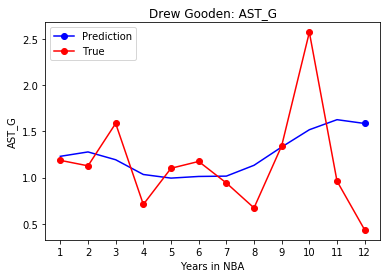 Drew Gooden: AST_G
Prediction
True
AST_G
2.5
2.0
1.5
1.0
0.5
1 2 3 4 5 6 7 8 9 10 11 12
Years in NBA